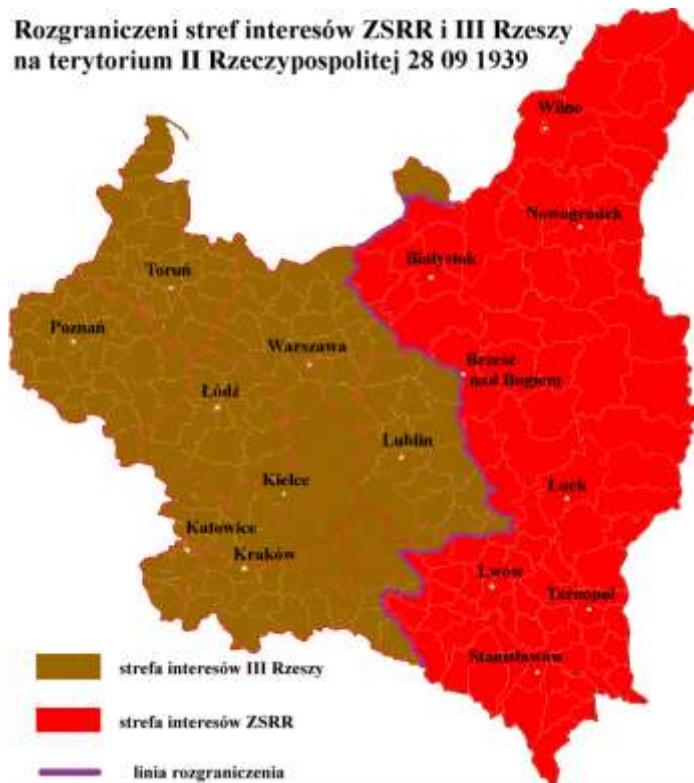 Rozgraniczeni stref interesów ZSRR i III Rzeszy
na terytorium II Rzeczypospolitej 28 09 1939
Wilno
Nowogródek
Białystok
Toruń
Poznań
Warszawa
Brześć
nad Bugiem
Łódź
Lublin
Kielce
Łuck
Katowice
Kraków
Lwów
Tarnopol
Stanisławów
strefa interesów III Rzeszy
strefa interesów ZSRR
linia rozgraniczenia